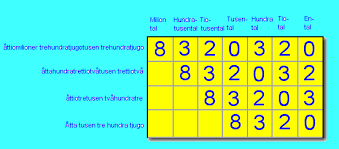 Miljon Hundra- Tio- Tusen- Hundra Tio- En-
tal tusental tusental tal tal tal tal
åttiomilioner trehundratjugotusen trehundratjugo 8 3 2 0 3 2 0
åttahundratrettiotvåtusen trettiotvå 8 3 2 0 3 2
åttiotretusen tvåhundratre 8 3 2 0 3
Åtta tusen tre hundra tjugo 8 3 2 0